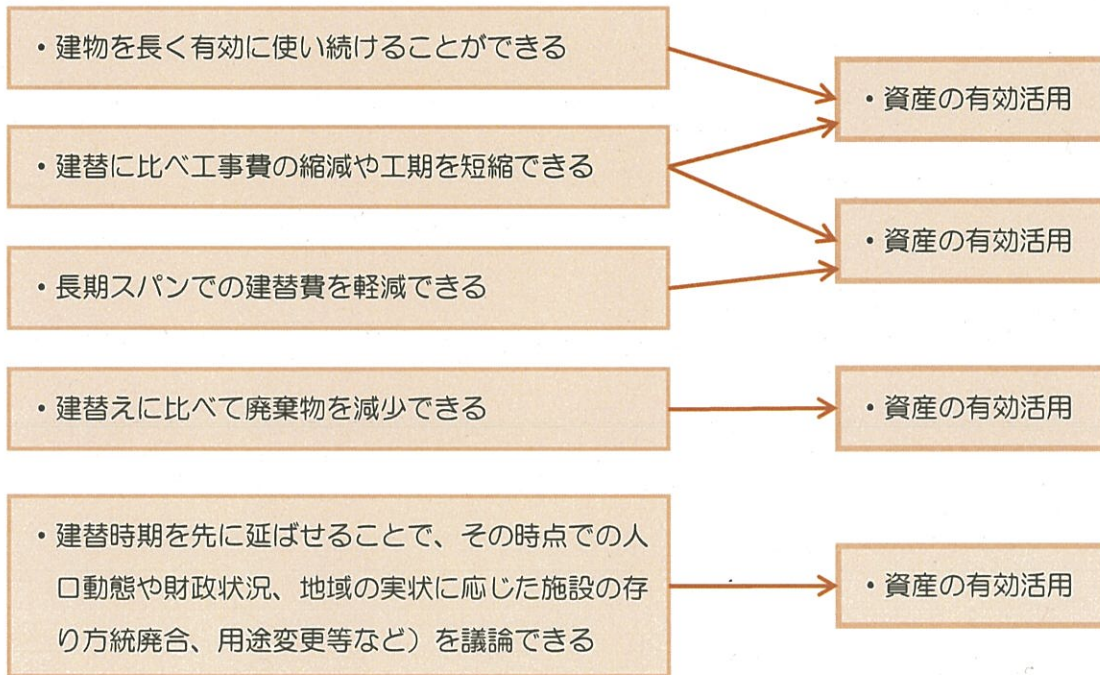 ・建物を長く有効に使い続けることができる
・資産の有効活用
・建替に比べ工事費の縮減や工期を短縮できる
・資産の有効活用
・長期スパンでの建替費を軽減できる
・建替えに比べて廃棄物を減少できる
・資産の有効活用
・建替時期を先に延ばせることで、その時点での人
口動態や財政状況、地域の実状に応じた施設の存
り方統廃合、用途変更等など）を議論できる
・資産の有効活用